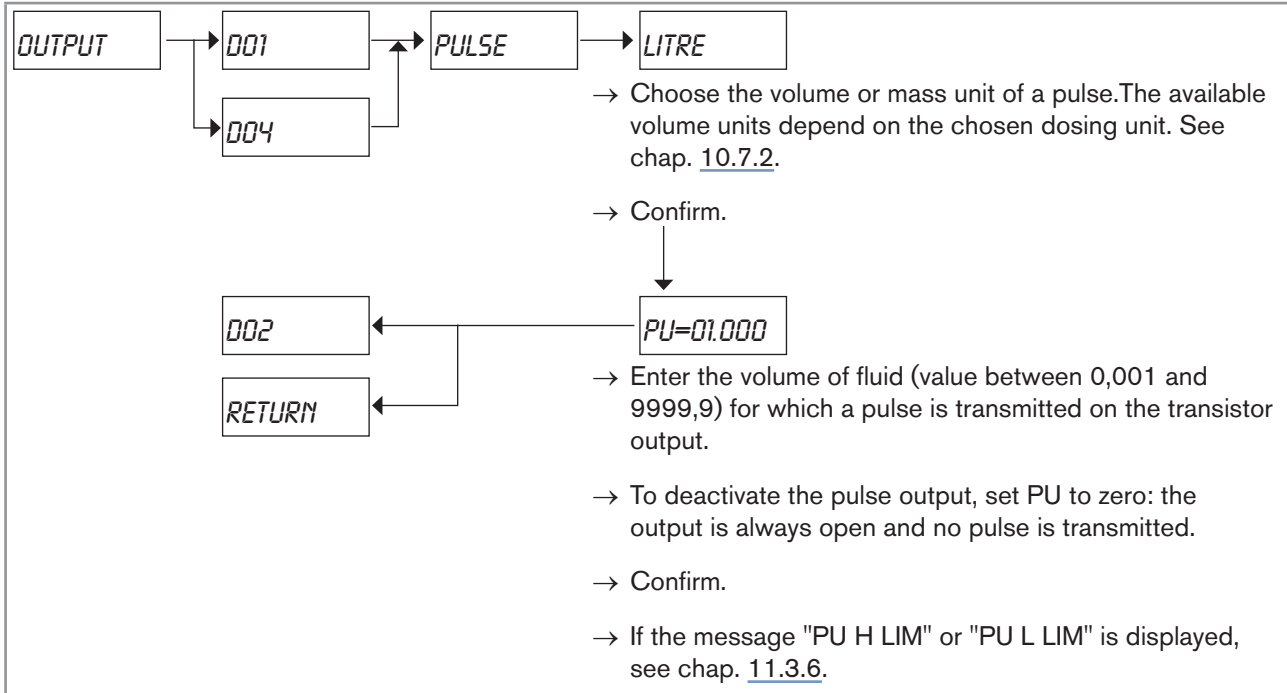 OUTPUT DO1 PULSE LITRE
DO4
→ Choose the volume or mass unit of a pulse.The available
volume units depend on the chosen dosing unit. See
chap. 10.7.2.
→ Confirm.
DO2 PU=01.000
RETURN
→ Enter the volume of fluid (value between 0,001 and
9999,9) for which a pulse is transmitted on the transistor
output.
→ To deactivate the pulse output, set PU to zero: the
output is always open and no pulse is transmitted.
→ Confirm.
→ If the message "PU H LIM" or "PU L LIM" is displayed,
see chap. 11.3.6.